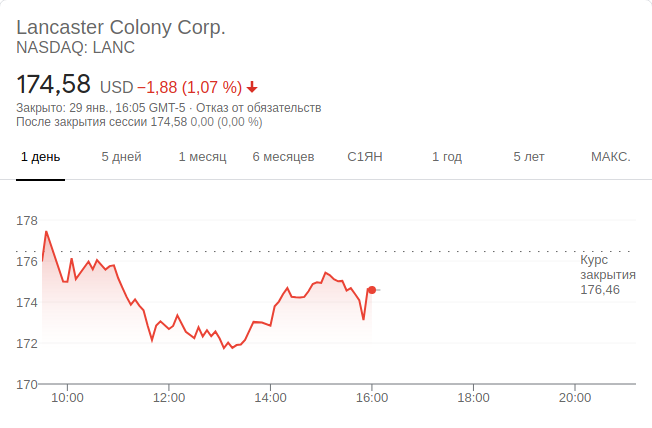 Lancaster Colony Corp.
NASDAQ: LANC
174,58 USD −1,88 (1,07 %)
Закрыто: 29 янв., 16:05 GMT-5 · Отказ от обязательств
После закрытия сессии 174,58 0,00 (0,00 %)
1 день 5 дней 1 месяц 6 месяцев С1ЯН 1 год 5 лет МАКС.
178
176
174
172
170
Курс
закрытия
176,46
10:00 12:00 14:00 16:00 18:00 20:00